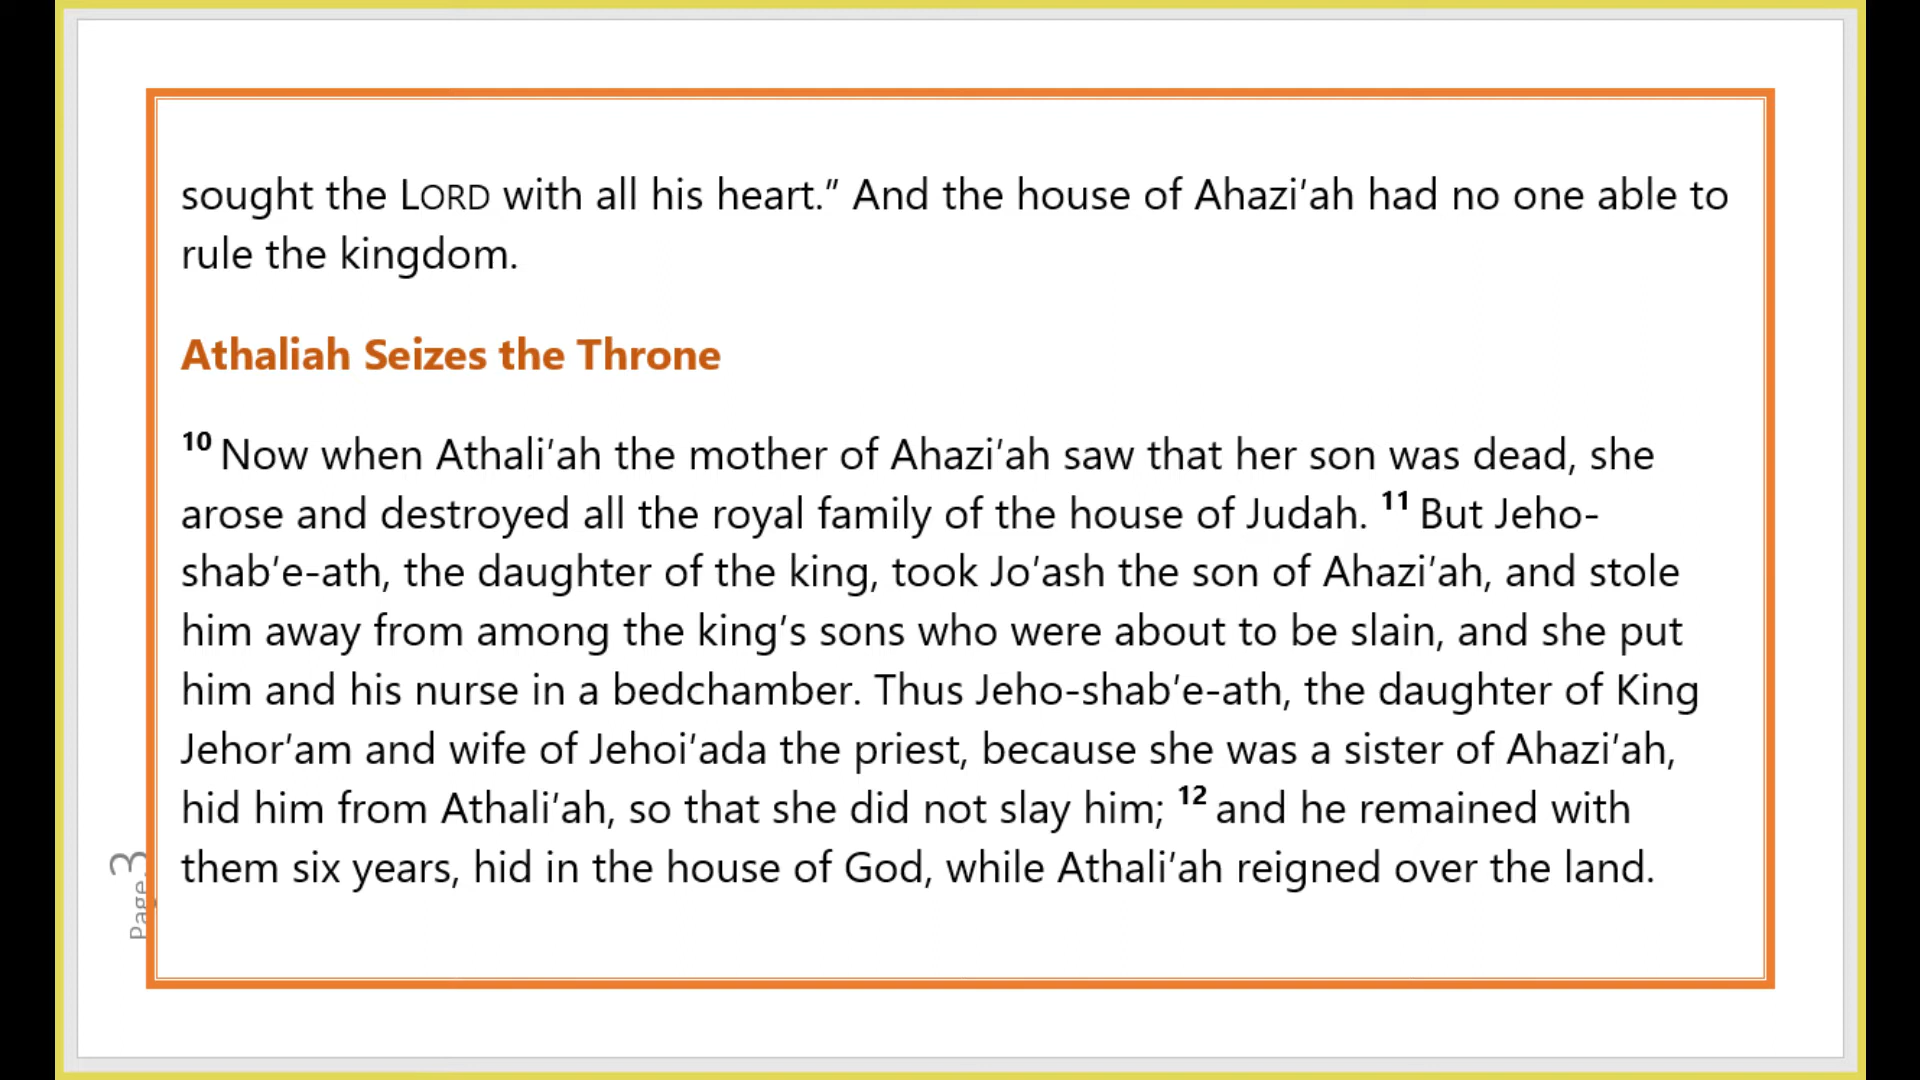 sought the LORD with all his heart.” And the house of Ahazi′ah had no one able to
rule the kingdom.
Athaliah Seizes the Throne
10 Now when Athali′ah the mother of Ahazi′ah saw that her son was dead, she
arose and destroyed all the royal family of the house of Judah. 11 But Jeho-
shab′e-ath, the daughter of the king, took Jo′ash the son of Ahazi′ah, and stole
him away from among the king’s sons who were about to be slain, and she put
him and his nurse in a bedchamber. Thus Jeho-shab′e-ath, the daughter of King
Jehor′am and wife of Jehoi′ada the priest, because she was a sister of Ahazi′ah,
hid him from Athali′ah, so that she did not slay him; 12 and he remained with
them six years, hid in the house of God, while Athali′ah reigned over the land.
Page 3